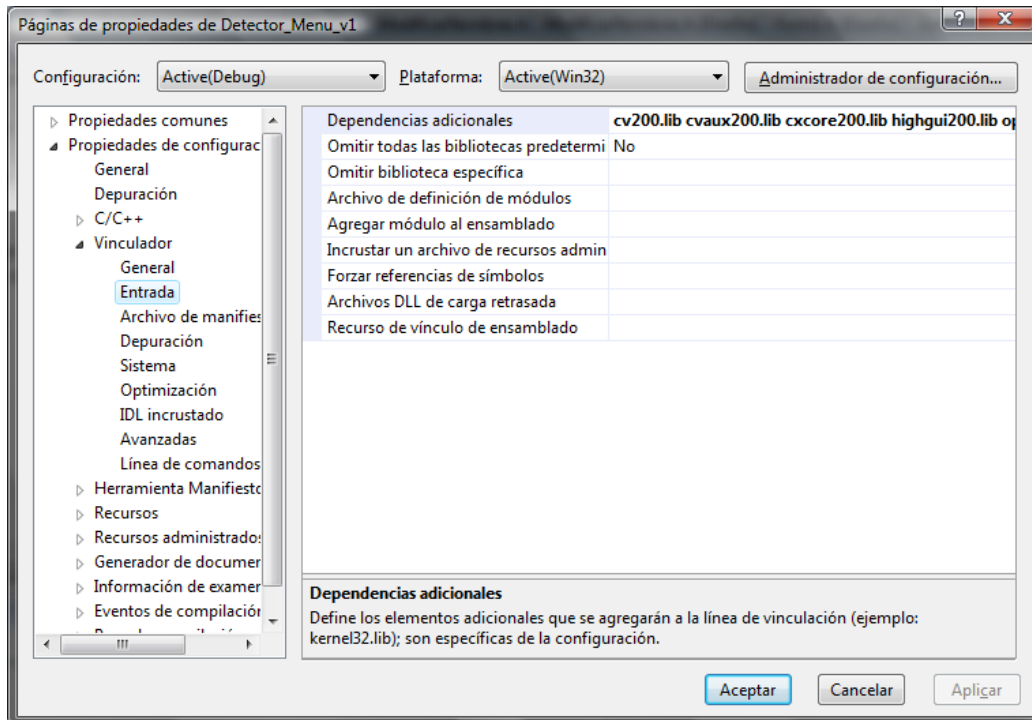 Páginas de propiedades de Detector_Menu_v1
Configuración: Active(Debug) Plataforma: Active(Win32) Administrador de configuración...
Propiedades comunes
Propiedades de configurac
General
Depuración
C/C++
Vinculador
General
Entrada
Archivo de manifies
Depuración
Sistema
Optimización
IDL incrustado
Avanzadas
Línea de comandos
Herramienta Manifiesto
Recursos
Recursos administrados
Generador de documer
Información de examer
Eventos de compilación
Dependencias adicionales cv200.lib cvaux200.lib cxcore200.lib highgui200.lib op
Omitir todas las bibliotecas predetermi No
Omitir biblioteca específica
Archivo de definición de módulos
Agregar módulo al ensamblado
Incrustar un archivo de recursos admin
Forzar referencias de símbolos
Archivos DLL de carga retrasada
Recurso de vínculo de ensamblado
Dependencias adicionales
Define los elementos adicionales que se agregarán a la línea de vinculación (ejemplo:
kernel32.lib); son específicas de la configuración.
Aceptar Cancelar Aplicar